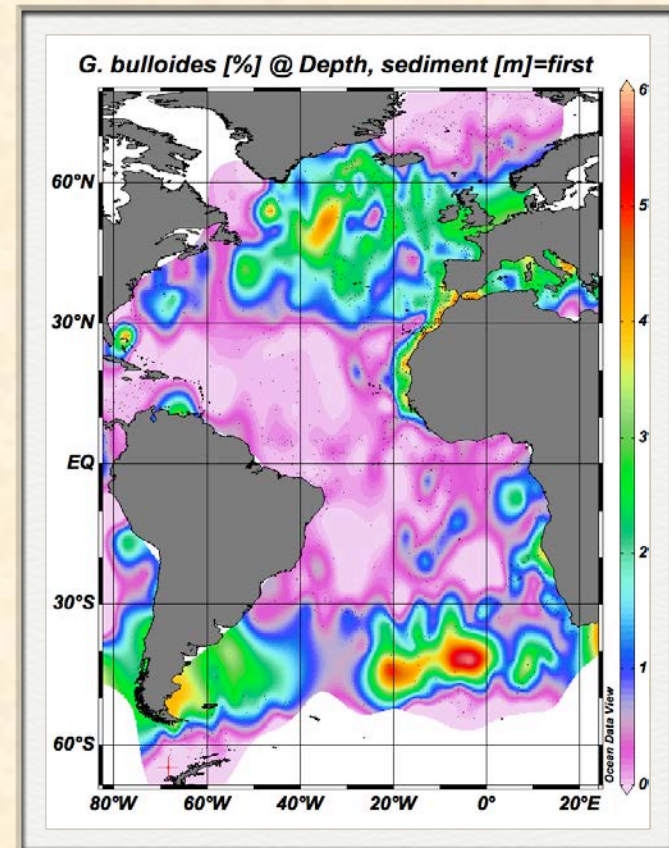 G. bulloides [%] @ Depth, sediment [m]=first
60°N
30°N
EQ
30°S
60°S
80°W 60°W 40°W 20°W 0° 20°E
6
5
4
3
2
1
0
Ocean Data View